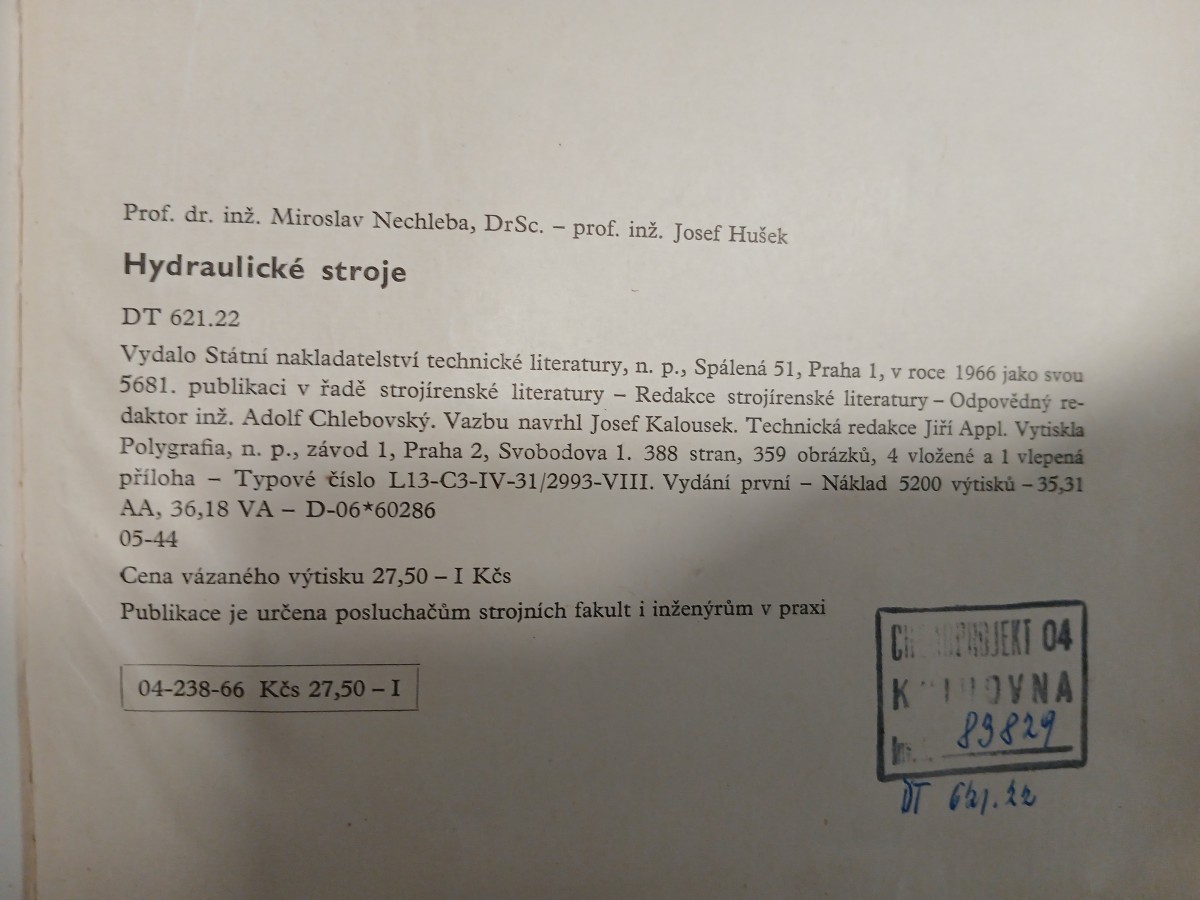 Prof. dr. inž. Miroslav Nechleba, DrSc. – prof. inž. Josef Hušek
Hydraulické stroje
DT 621.22
Vydalo Státní nakladatelství technické literatury, n. p., Spálená 51, Praha 1, v roce 1966 jako svou
5681. publikaci v řadě strojírenské literatury – Redakce strojírenské literatury – Odpovědný re-
daktor inž. Adolf Chlebovský. Vazbu navrhl Josef Kalousek. Technická redakce Jiří Appl. Vytiskla
Polygrafia, n. p., závod 1, Praha 2, Svobodova 1. 388 stran, 359 obrázků, 4 vložené a 1 vlepená
příloha – Typové číslo L13-C3-IV-31/2993-VIII. Vydání první – Náklad 5200 výtisků – 35,31
AA, 36,18 VA – D-06*60286
05-44
Cena vázaného výtisku 27,50 – I Kčs
Publikace je určena posluchačům strojních fakult i inženýrům v praxi
04-238-66 Kčs 27,50 – I
04
83829
DT 621.22